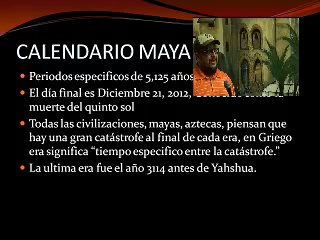 CALENDARIO MAYA
Periodos especificos de 5,125 años
El día final es Diciembre 21, 2012,
muerte del quinto sol
Todas las civilizaciones, mayas, aztecas, piensan que
hay una gran catástrofe al final de cada era, en Griego
era significa “tiempo especifico entre la catástrofe.”
La ultima era fue el año 3114 antes de Yahshua.